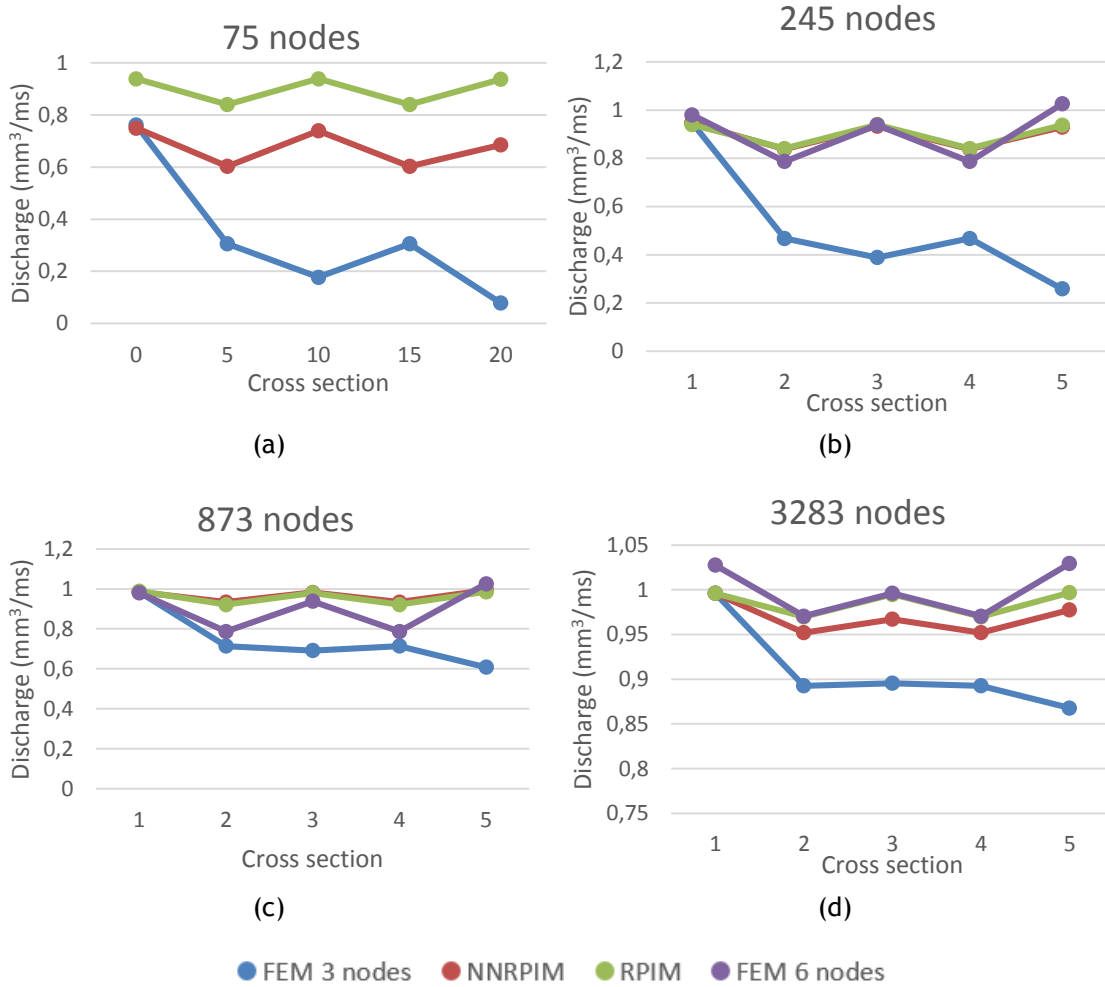 75 nodes
Discharge (mm³/ms)
1
0,8
0,6
0,4
0,2
0
0 5 10 15 20
Cross section
(a)
245 nodes
Discharge (mm³/ms)
1,2
1
0,8
0,6
0,4
0,2
0
1 2 3 4 5
Cross section
(b)
873 nodes
Discharge (mm³/ms)
1,2
1
0,8
0,6
0,4
0,2
0
1 2 3 4 5
Cross section
(c)
3283 nodes
Discharge (mm³/ms)
1,05
1
0,95
0,9
0,85
0,8
0,75
1 2 3 4 5
Cross section
(d)
FEM 3 nodes NNRPIM RPIM FEM 6 nodes